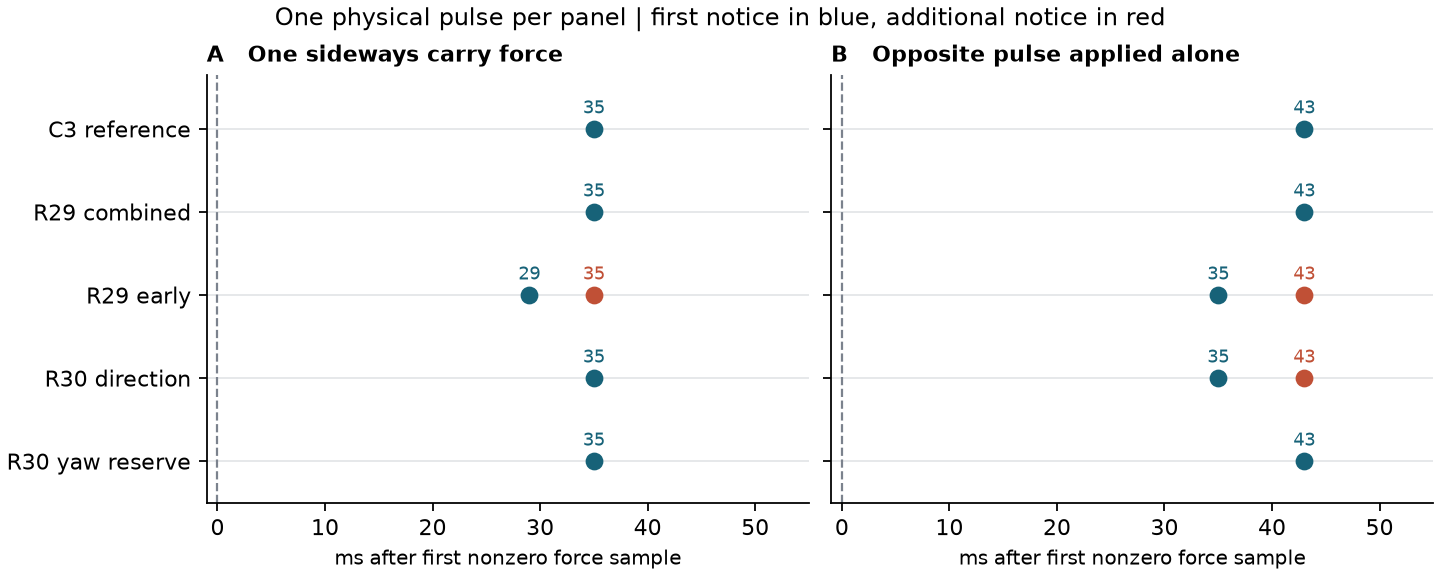 One physical pulse per panel | first notice in blue, additional notice in red
A One sideways carry force
B Opposite pulse applied alone
C3 reference
35
43
R29 combined
35
43
R29 early
29
35
35
43
R30 direction
35
35
43
R30 yaw reserve
35
43
0 10 20 30 40 50
0 10 20 30 40 50
ms after first nonzero force sample
ms after first nonzero force sample